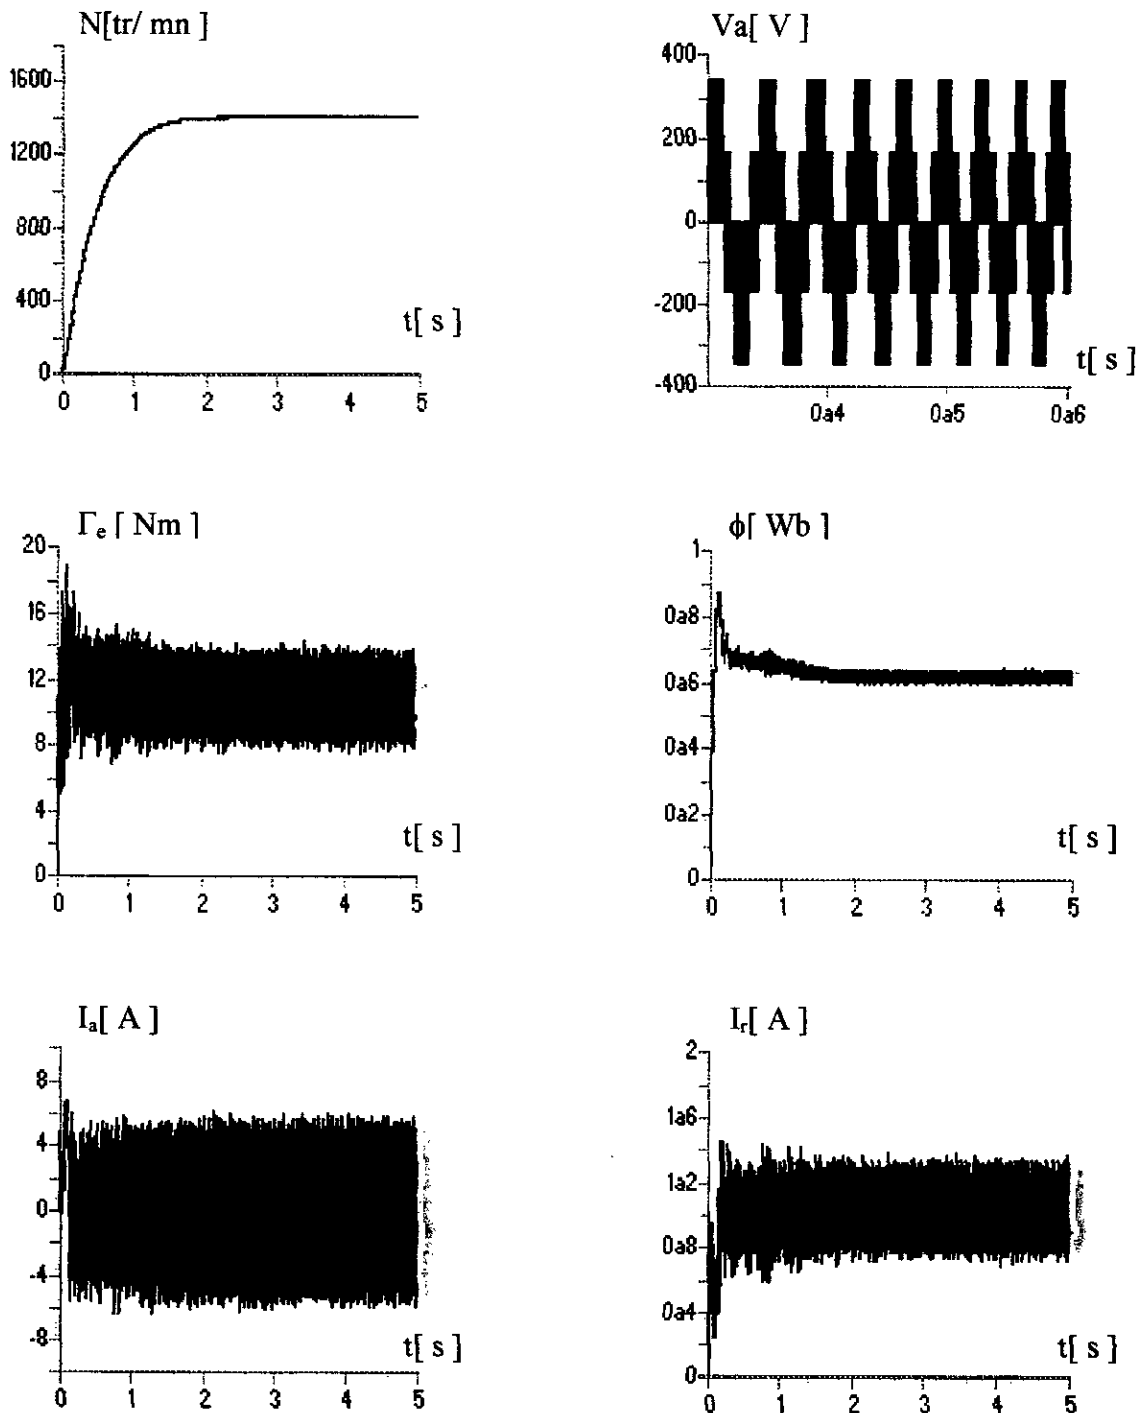 N[tr/ mn ]
1600
1200
800
400
0
t[ s ]
0 1 2 3 4 5
Va[ V ]
400
200
0
-200
-400
t[ s ]
0a4 0a5 0a6
Γe [ Nm ]
20
16
12
8
4
0
t[ s ]
0 1 2 3 4 5
ϕ[ Wb ]
1
0a8
0a6
0a4
0a2
0
t[ s ]
0 1 2 3 4 5
Ia[ A ]
8
4
0
-4
-8
t[ s ]
0 1 2 3 4 5
Ir[ A ]
2
1a6
1a2
0a8
0a4
0
t[ s ]
0 1 2 3 4 5